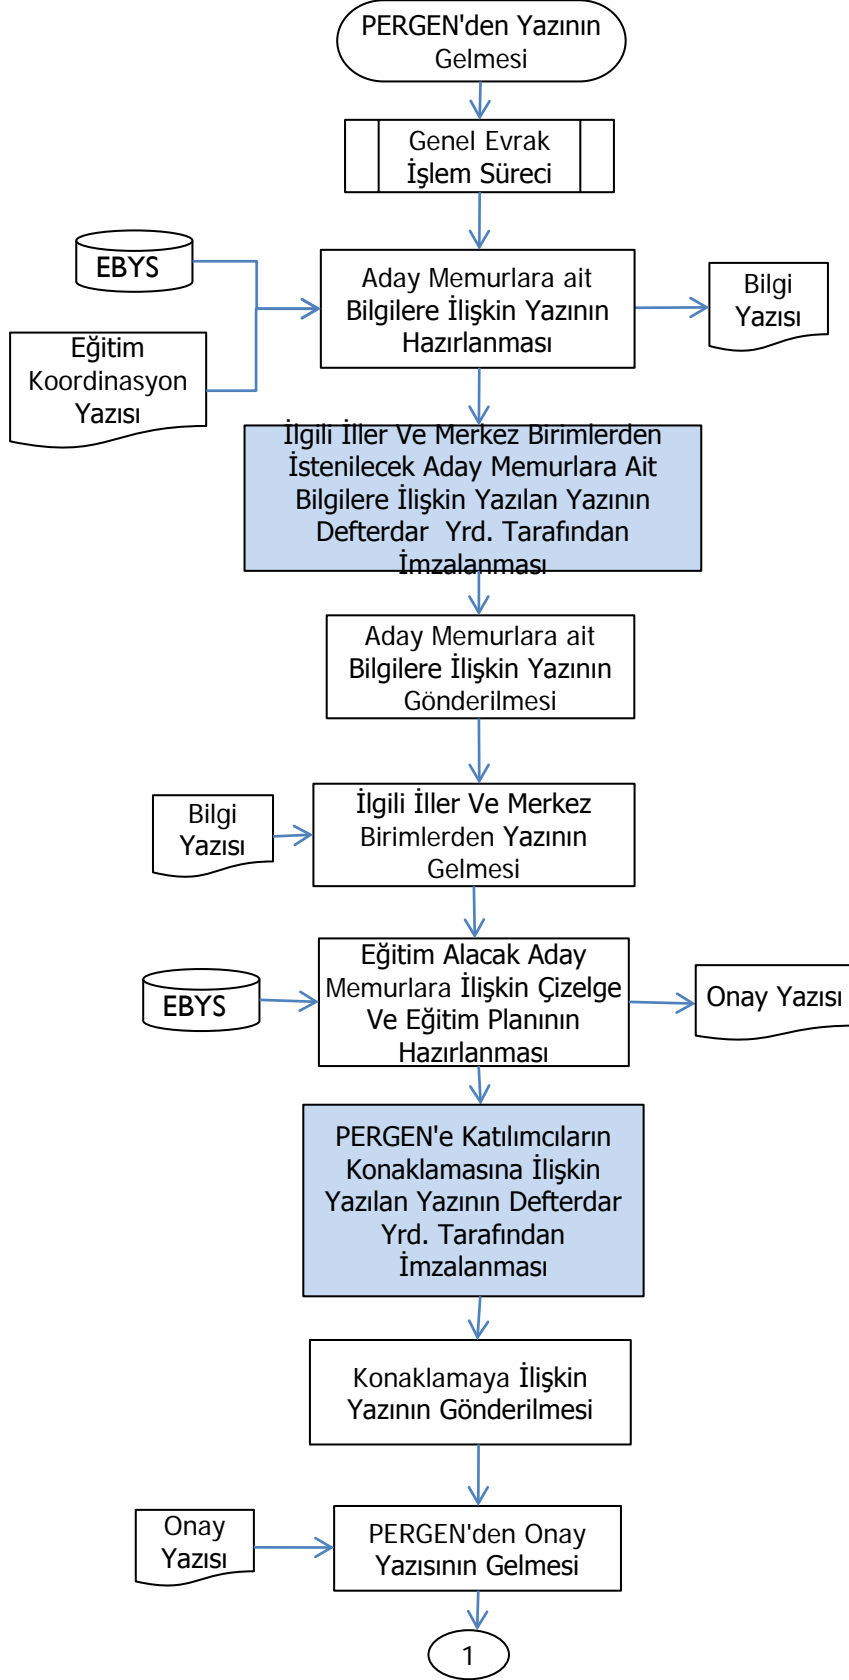 PERGEN'den Yazının
Gelmesi
Genel Evrak
İşlem Süreci
EBYS
Eğitim
Koordinasyon
Yazısı
Aday Memurlara ait
Bilgilere İlişkin Yazının
Hazırlanması
Bilgi
Yazısı
İlgili İller Ve Merkez Birimlerden
İstenilecek Aday Memurlara Ait
Bilgilere İlişkin Yazılan Yazının
Defterdar Yrd. Tarafından
İmzalanması
Aday Memurlara ait
Bilgilere İlişkin Yazının
Gönderilmesi
Bilgi
Yazısı
İlgili İller Ve Merkez
Birimlerden Yazının
Gelmesi
EBYS
Eğitim Alacak Aday
Memurlara İlişkin Çizelge
Ve Eğitim Planının
Hazırlanması
Onay Yazısı
PERGEN'e Katılımcıların
Konaklamasına İlişkin
Yazılan Yazının Defterdar
Yrd. Tarafından
İmzalanması
Konaklamaya İlişkin
Yazının Gönderilmesi
Onay
Yazısı
PERGEN'den Onay
Yazısının Gelmesi
1